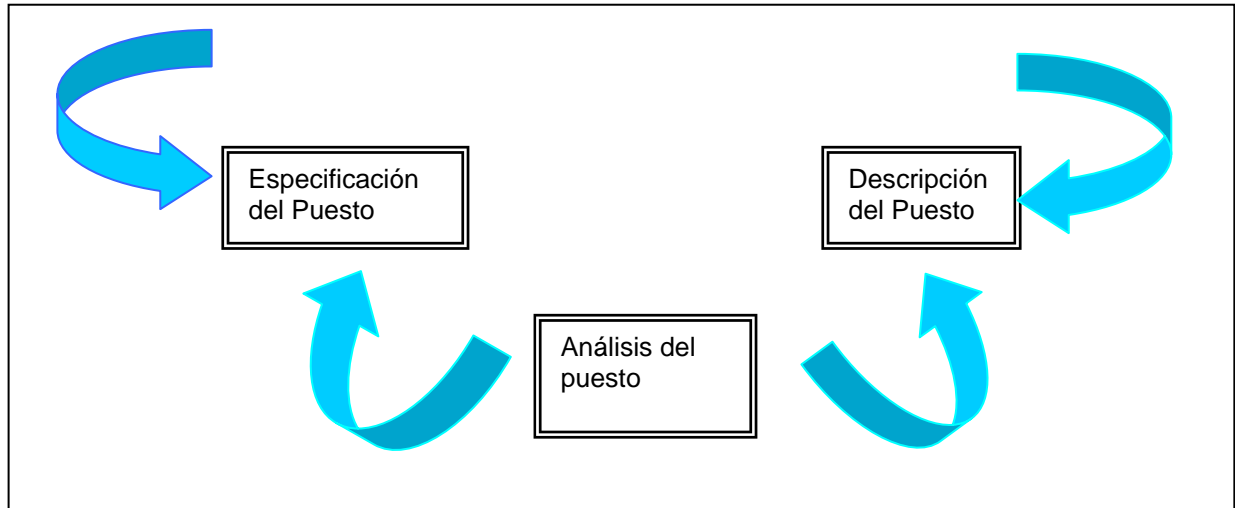 Especificación
del Puesto
Descripción
del Puesto
Análisis del
puesto